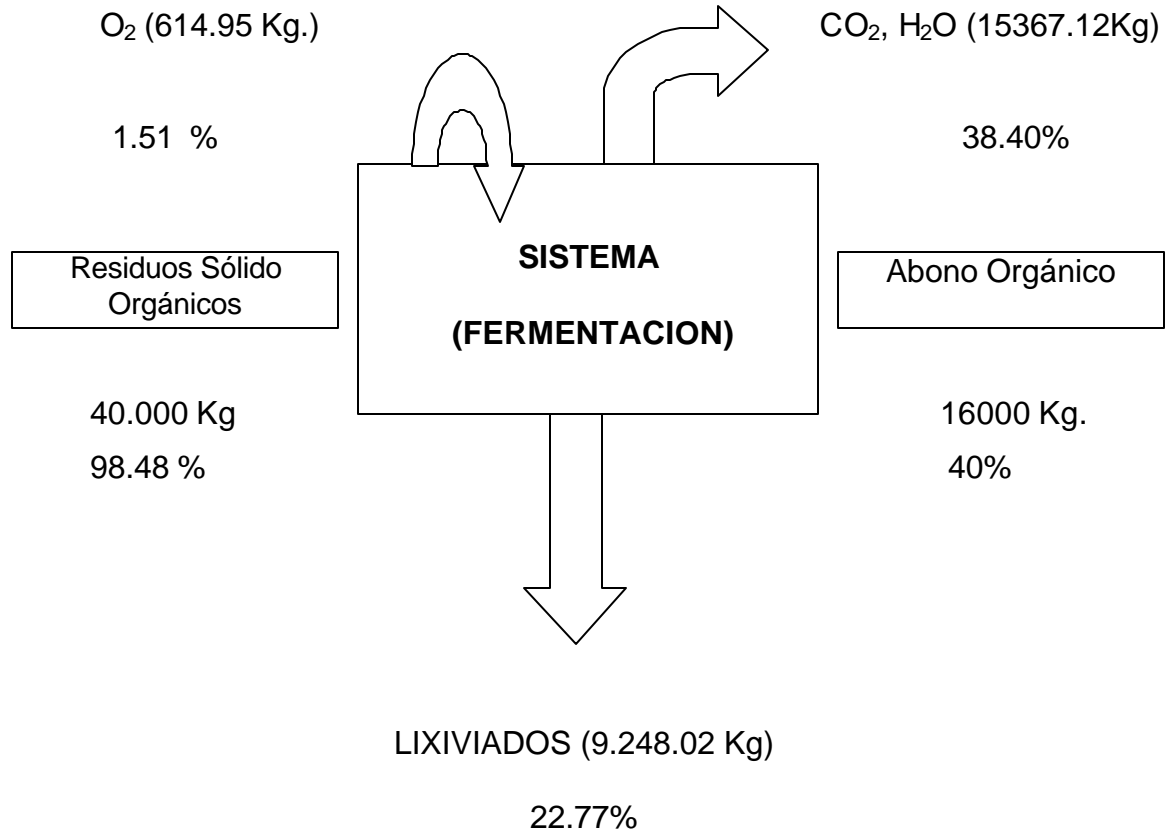 O₂ (614.95 Kg.)
CO₂, H₂O (15367.12Kg)
1.51 %
38.40%
SISTEMA
(FERMENTACION)
Residuos Sólido
Orgánicos
Abono Orgánico
40.000 Kg
98.48 %
16000 Kg.
40%
LIXIVIADOS (9.248.02 Kg)
22.77%